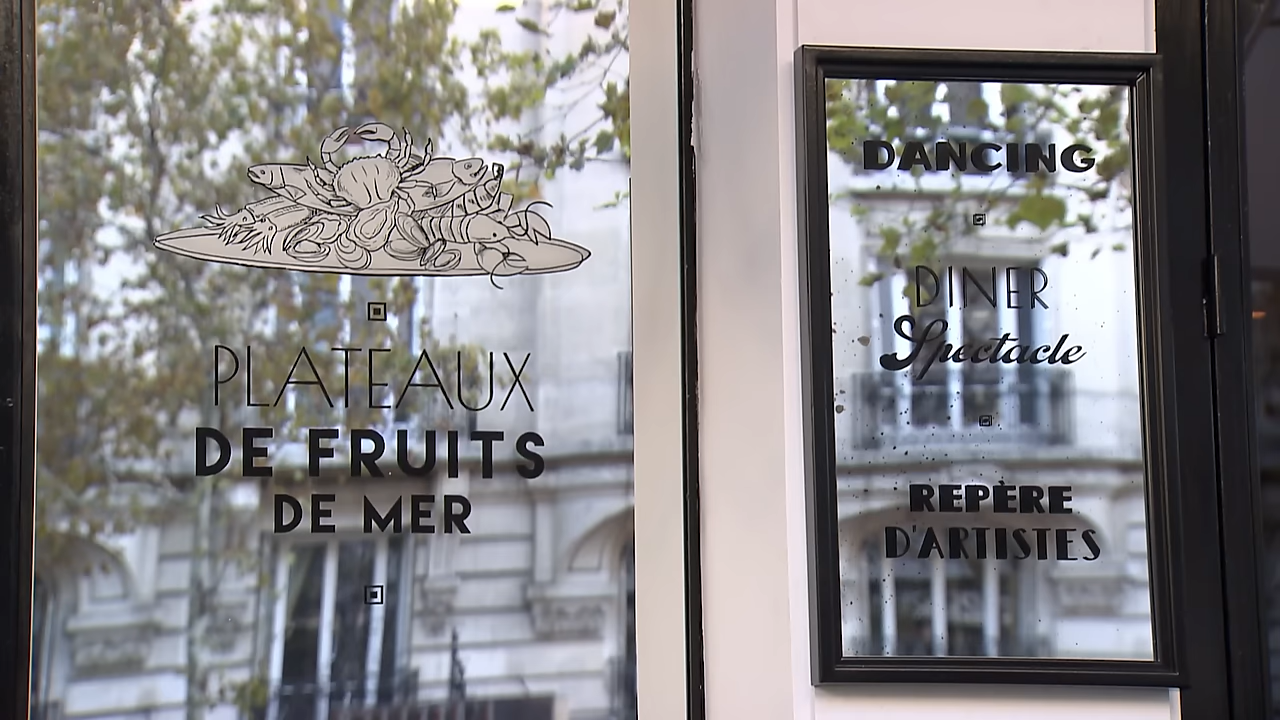 PLATEAUX
DE FRUITS
DE MER
DANCING
DINER
Spectacle
REPÈRE
D'ARTISTES